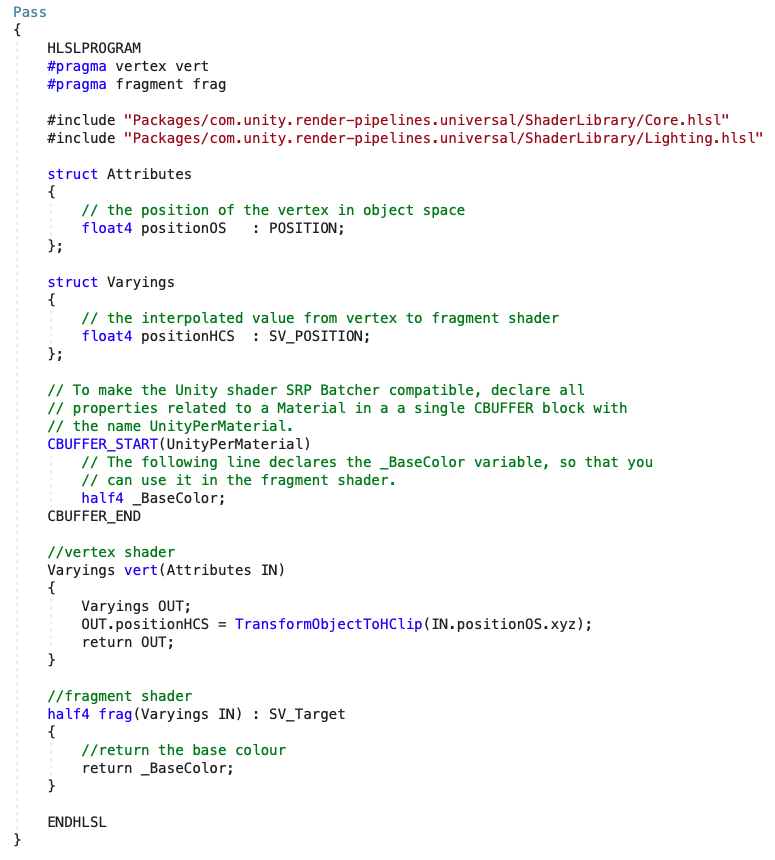 Pass
{
    HLSLPROGRAM
    #pragma vertex vert
    #pragma fragment frag

    #include "Packages/com.unity.render-pipelines.universal/ShaderLibrary/Core.hlsl"
    #include "Packages/com.unity.render-pipelines.universal/ShaderLibrary/Lighting.hlsl"

    struct Attributes
    {
        // the position of the vertex in object space
        float4 positionOS   : POSITION;
    };

    struct Varyings
    {
        // the interpolated value from vertex to fragment shader
        float4 positionHCS  : SV_POSITION;
    };

    // To make the Unity shader SRP Batcher compatible, declare all
    // properties related to a Material in a a single CBUFFER block with
    // the name UnityPerMaterial.
    CBUFFER_START(UnityPerMaterial)
        // The following line declares the _BaseColor variable, so that you
        // can use it in the fragment shader.
        half4 _BaseColor;
    CBUFFER_END

    //vertex shader
    Varyings vert(Attributes IN)
    {
        Varyings OUT;
        OUT.positionHCS = TransformObjectToHClip(IN.positionOS.xyz);
        return OUT;
    }

    //fragment shader
    half4 frag(Varyings IN) : SV_Target
    {
        //return the base colour
        return _BaseColor;
    }

    ENDHLSL
}